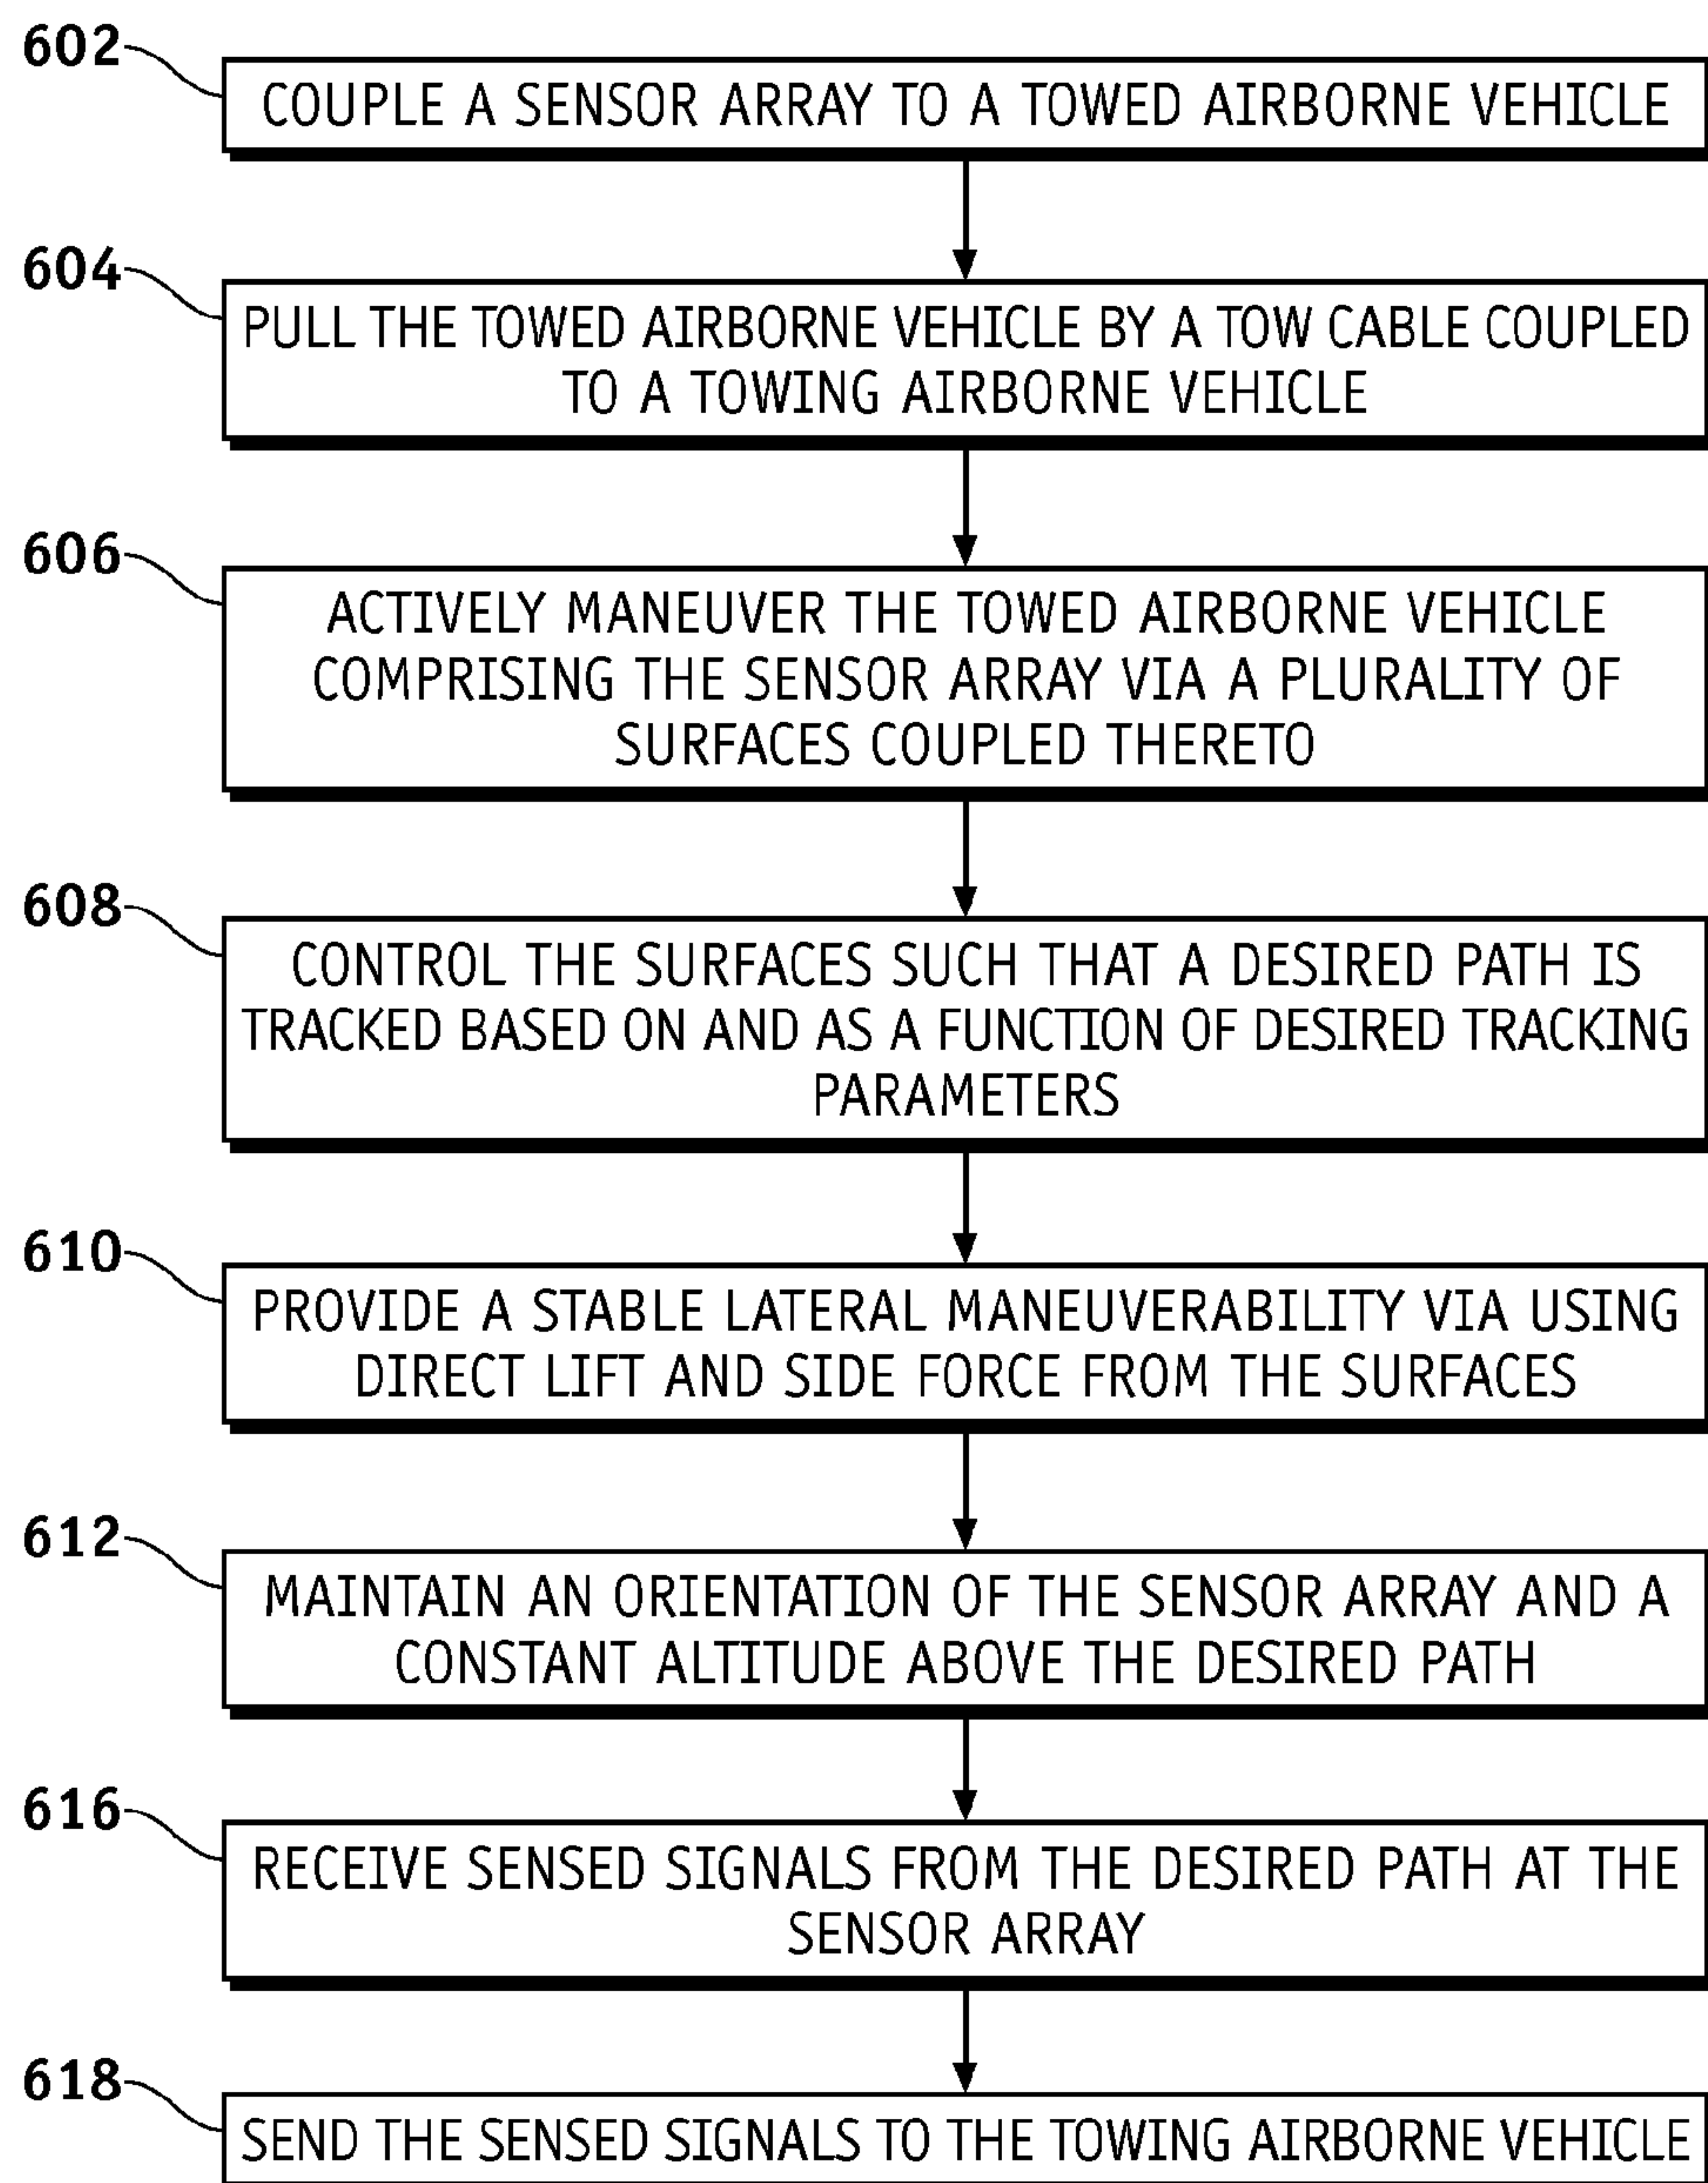 602
COUPLE A SENSOR ARRAY TO A TOWED AIRBORNE VEHICLE
604
PULL THE TOWED AIRBORNE VEHICLE BY A TOW CABLE COUPLED
TO A TOWING AIRBORNE VEHICLE
606
ACTIVELY MANEUVER THE TOWED AIRBORNE VEHICLE
COMPRISING THE SENSOR ARRAY VIA A PLURALITY OF
SURFACES COUPLED THERETO
608
CONTROL THE SURFACES SUCH THAT A DESIRED PATH IS
TRACKED BASED ON AND AS A FUNCTION OF DESIRED TRACKING
PARAMETERS
610
PROVIDE A STABLE LATERAL MANEUVERABILITY VIA USING
DIRECT LIFT AND SIDE FORCE FROM THE SURFACES
612
MAINTAIN AN ORIENTATION OF THE SENSOR ARRAY AND A
CONSTANT ALTITUDE ABOVE THE DESIRED PATH
616
RECEIVE SENSED SIGNALS FROM THE DESIRED PATH AT THE
SENSOR ARRAY
618
SEND THE SENSED SIGNALS TO THE TOWING AIRBORNE VEHICLE